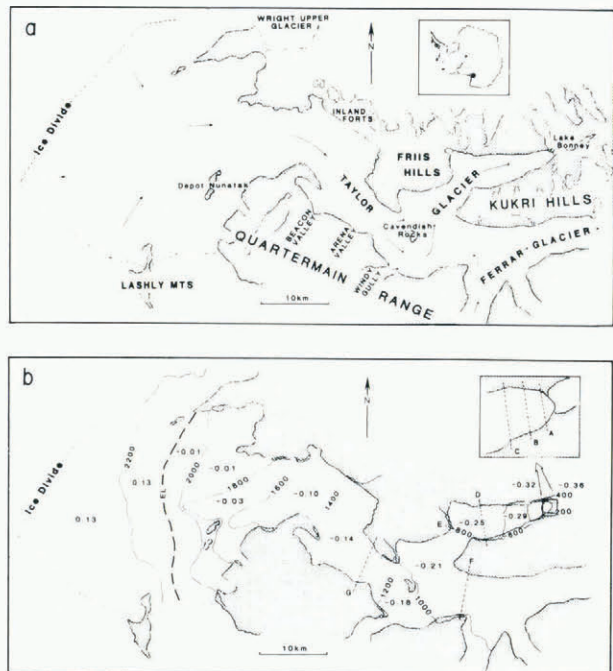 a
WRIGHT UPPER
GLACIER
N
Ice Divide
INLAND
FORTS
Lake
Bonney
FRIIS
HILLS
Depot Nunatak
TAYLOR
GLACIER
KUKRI HILLS
BEACON
VALLEY
ARENA
VALLEY
Cavendish
Rocks
QUARTERMAIN
RANGE
WINDY
GULLY
FERRAR GLACIER
LASHLY MTS
10km
b
N
A
B
C
2200
-0.01
2000
-0.01
0.13
EL
1800
1600
-0.03
-0.10
1400
Ice Divide
0.13
-0.32
-0.36
D
400
200
E
-0.25
-0.29
800
600
-0.14
-0.21
F
G
1200
1000
-0.18
10km